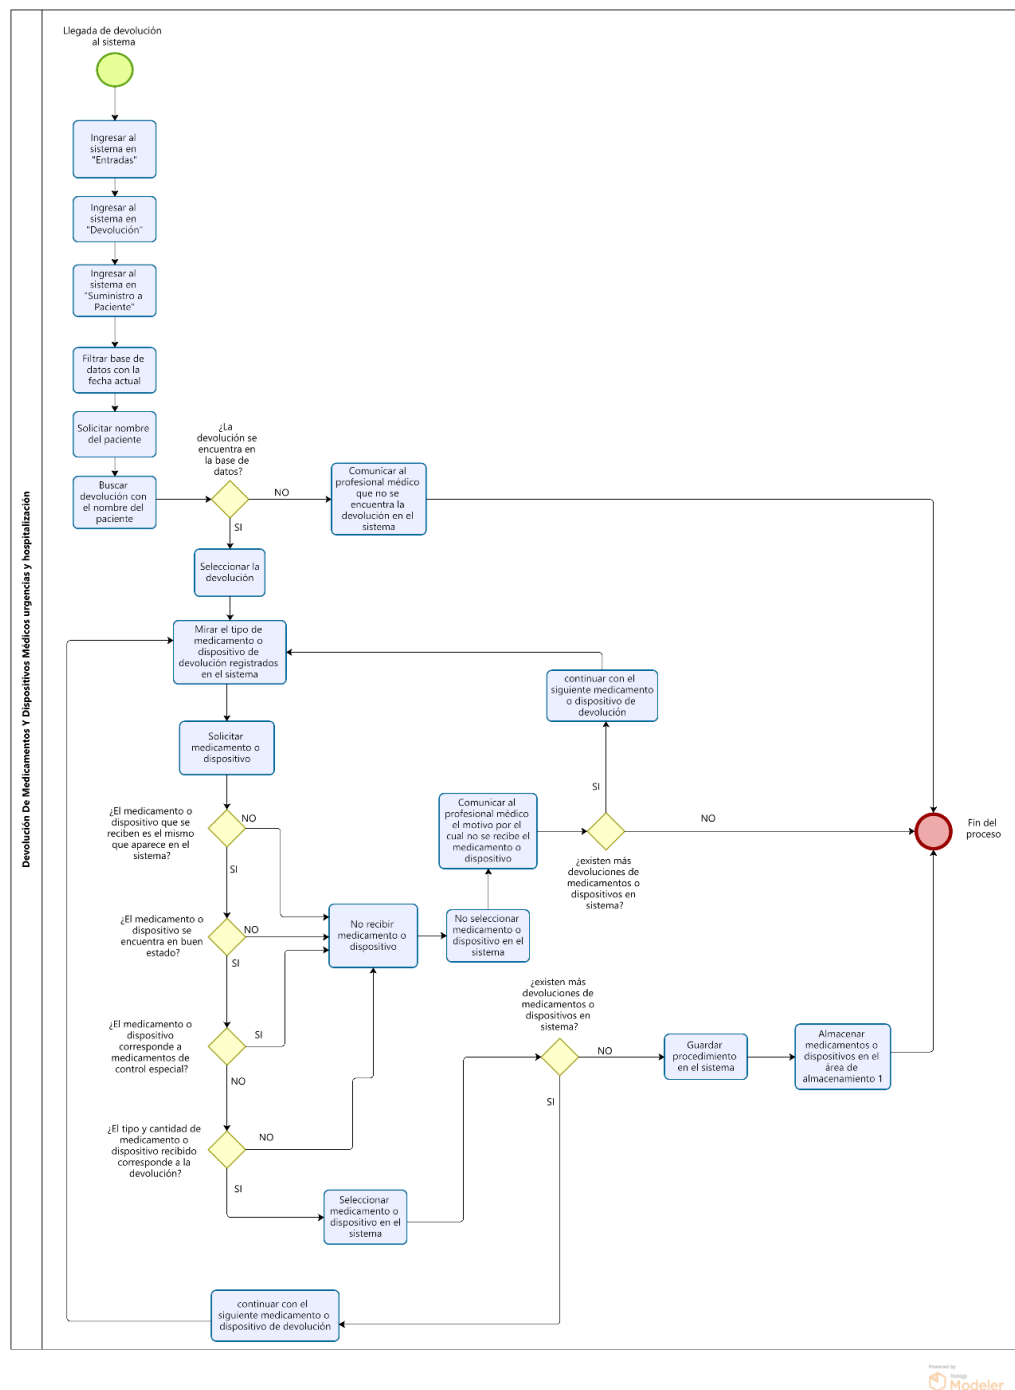 Llegada de devolución
al sistema
Ingresar al
sistema en
"Entradas"
Ingresar al
sistema en
"Devolución"
Ingresar al
sistema en
"Suministro a
Paciente"
Filtrar base de
datos con la
fecha actual
Solicitar nombre
del paciente
Buscar
devolución con
el nombre del
paciente
¿La
devolución se
encuentra en
la base de
datos?
NO
SI
Comunicar al
profesional médico
que no se
encuentra la
devolución en el
sistema
Seleccionar la
devolución
Mirar el tipo de
medicamento o
dispositivo de
devolución registrados
en el sistema
continuar con el
siguiente medicamento
o dispositivo de
devolución
Solicitar
medicamento o
dispositivo
¿El medicamento o
dispositivo que se
reciben es el mismo
que aparece en el
sistema?
NO
SI
Comunicar al
profesional médico
el motivo por el
cual no se recibe el
medicamento o
dispositivo
SI
NO
¿existen más
devoluciones de
medicamentos o
dispositivos en
sistema?
Fin del
proceso
¿El medicamento o
dispositivo se
encuentra en buen
estado?
NO
SI
No recibir
medicamento o
dispositivo
No seleccionar
medicamento o
dispositivo en el
sistema
¿El medicamento o
dispositivo
corresponde a
medicamentos de
control especial?
SI
NO
¿existen más
devoluciones de
medicamentos o
dispositivos en
sistema?
NO
SI
Guardar
procedimiento
en el sistema
Almacenar
medicamentos o
dispositivos en el
área de
almacenamiento 1
¿El tipo y cantidad de
medicamento o
dispositivo recibido
corresponde a la
devolución?
NO
SI
Seleccionar
medicamento o
dispositivo en el
sistema
continuar con el
siguiente medicamento o
dispositivo de devolución
Devolución De Medicamentos Y Dispositivos Médicos urgencias y hospitalización
Powered by
bizagi
Modeler